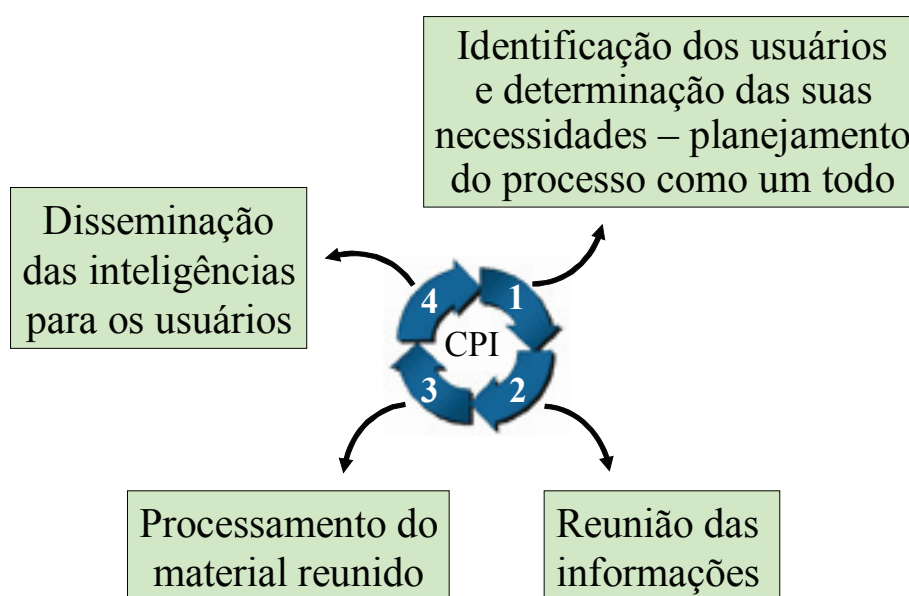 Identificação dos usuários
e determinação das suas
necessidades – planejamento
do processo como um todo
Disseminação
das inteligências
para os usuários
4
1
CPI
3
2
Processamento do
material reunido
Reunião das
informações